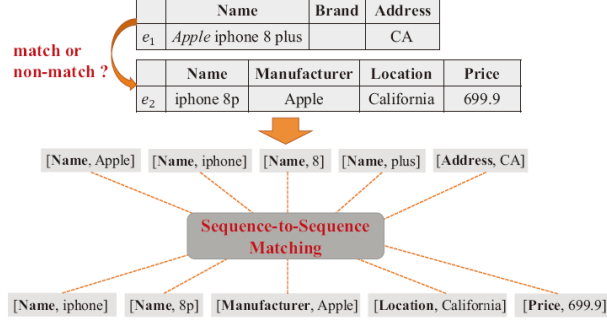 Name Brand Address
e1 Apple iphone 8 plus CA
match or
non-match ?
Name Manufacturer Location Price
e2 iphone 8p Apple California 699.9
[Name, Apple] [Name, iphone] [Name, 8] [Name, plus] [Address, CA]
Sequence-to-Sequence
Matching
[Name, iphone] [Name, 8p] [Manufacturer, Apple] [Location, California] [Price, 699.9]